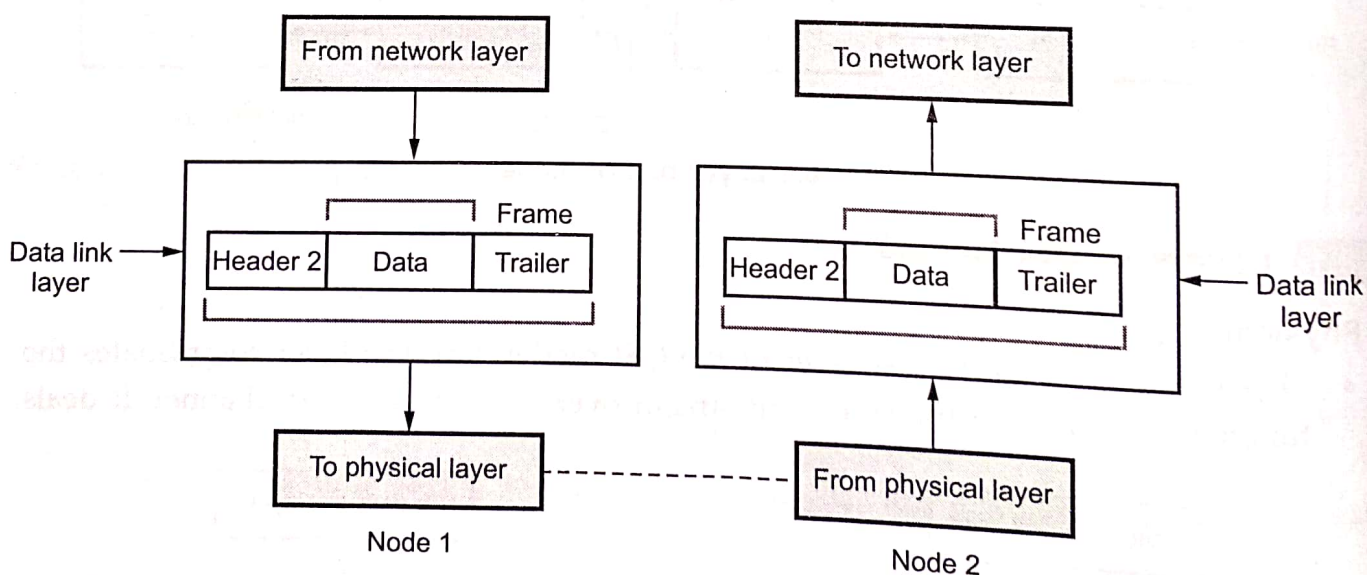 From network layer
To network layer
Frame
Data link
layer
Header 2 Data Trailer
Frame
Header 2 Data Trailer
Data link
layer
To physical layer
From physical layer
Node 1
Node 2